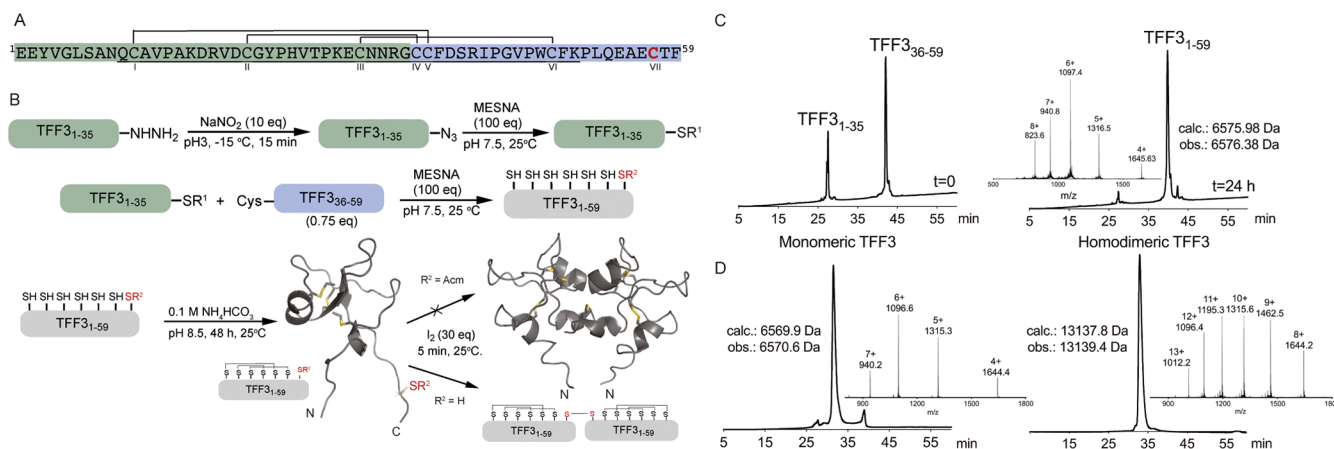 A
1EEYVGLSANQCAVPAKDRVDCGYPHVTPKECNNRGCCFDSRIPGVPWCFKPLQEAECTF59
I II III IV V VI VII
B
TFF31-35 NHNH2
NaNO2 (10 eq)
pH3, -15 °C, 15 min
TFF31-35 N3
MESNA
(100 eq)
pH 7.5, 25°C
TFF31-35 SR1
TFF31-35 SR1 + Cys TFF336-59
(0.75 eq)
MESNA
(100 eq)
pH 7.5, 25 °C
SH SH SH SH SH SH SR2
TFF31-59
SH SH SH SH SH SH SR2
TFF31-59
0.1 M NH4HCO3
pH 8.5, 48 h, 25°C
S S S S S S SR2
TFF31-59
N
C
SR2
R2 = Acm
I2 (30 eq)
5 min, 25°C.
R2 = H
N N
S S S S S S S S S S S S S S
TFF31-59 TFF31-59
C
TFF31-35
TFF336-59
t=0
5 15 25 35 45 55 min
TFF31-59
8+
823.6
7+
940.8
6+
1097.4
5+
1316.5
4+
1645.63
500 1000 1500
m/z
calc.: 6575.98 Da
obs.: 6576.38 Da
t=24 h
5 15 25 35 45 55 min
D
Monomeric TFF3
calc.: 6569.9 Da
obs.: 6570.6 Da
7+
940.2
6+
1096.6
5+
1315.3
4+
1644.4
900 1200 1500 1800
m/z
5 15 25 35 45 55 min
Homodimeric TFF3
calc.: 13137.8 Da
obs.: 13139.4 Da
13+
1012.2
12+
1096.4
11+
1195.3
10+
1315.6
9+
1462.5
8+
1644.2
900 1200 1500 180
m/z
5 15 25 35 45 55 min